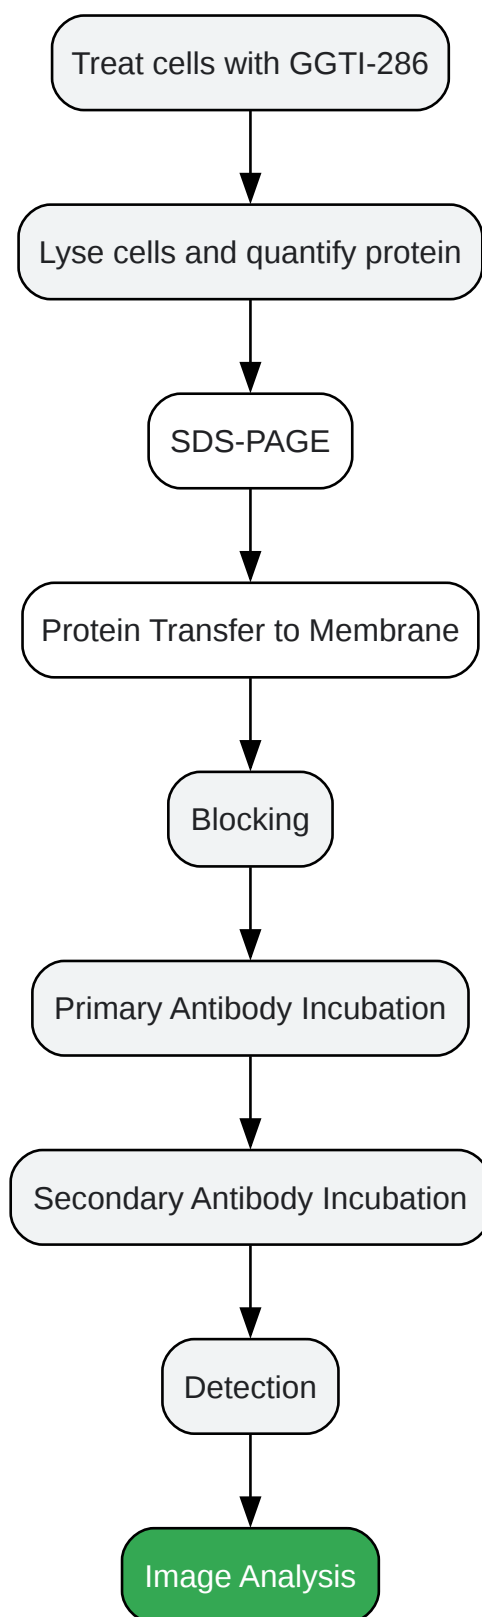 Treat cells with GGTI-286
Lyse cells and quantify protein
SDS-PAGE
Protein Transfer to Membrane
Blocking
Primary Antibody Incubation
Secondary Antibody Incubation
Detection
Image Analysis